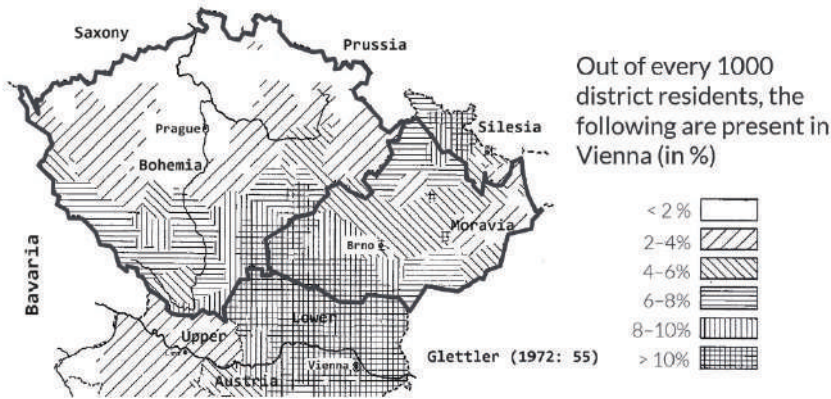 Saxony
Prussia
Out of every 1000
district residents, the
following are present in
Vienna (in %)
Silesia
Prague
Bohemia
< 2 %
2–4%
4–6%
6–8%
8–10%
> 10%
Moravia
Brno
Bavaria
Lower
Upper
Glettler (1972: 55)
Vienna
Austria